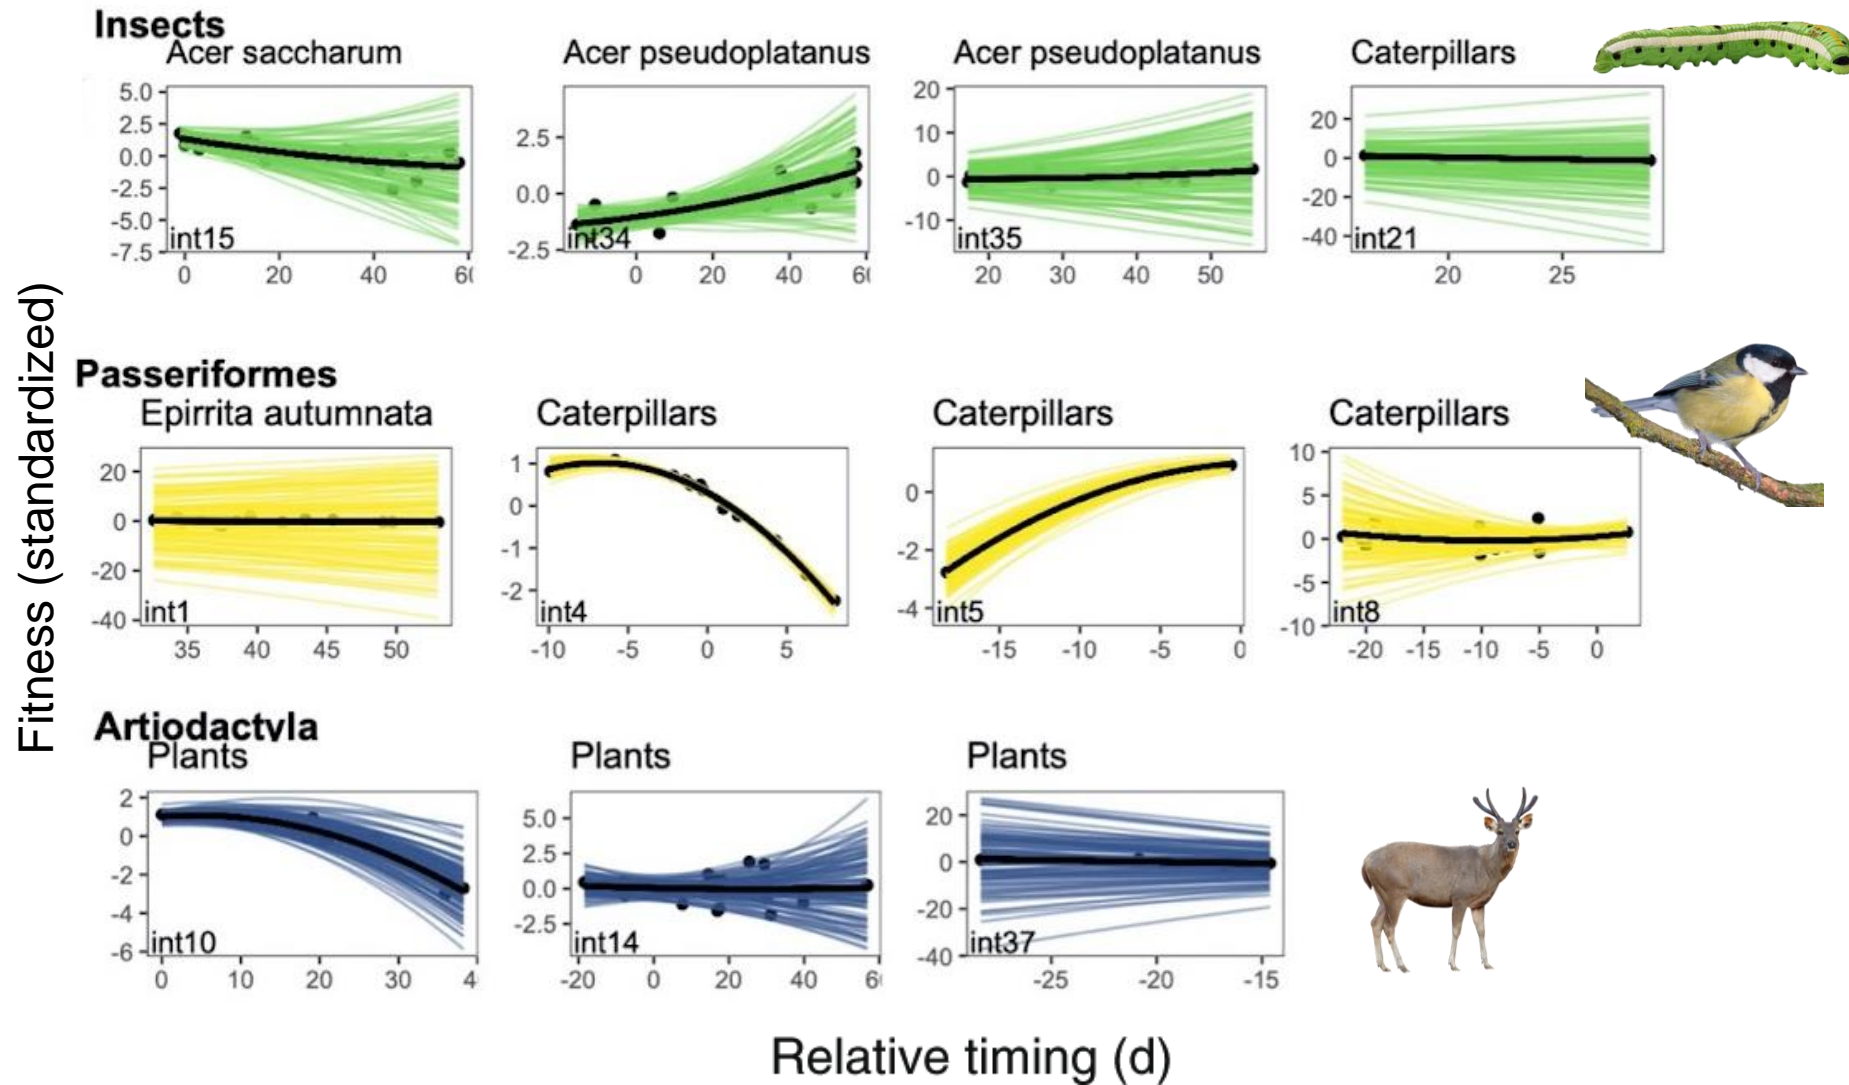 Insects
Acer saccharum
Acer pseudoplatanus
Acer pseudoplatanus
Caterpillars
5.0
2.5
0.0
-2.5
-5.0
-7.5
int15
0 20 40 60
2.5
0.0
-2.5
int34
0 20 40 60
20
10
0
-10
int35
20 30 40 50
20
0
-20
-40
int21
20 25
Fitness (standardized)
Passeriformes
Epirrita autumnata
Caterpillars
Caterpillars
Caterpillars
20
0
-20
-40
int1
35 40 45 50
1
0
-1
-2
int4
-10 -5 0 5
0
-2
-4
int5
-15 -10 -5 0
10
5
0
-5
-10
int8
-20 -15 -10 -5 0
Artiodactyla
Plants
Plants
Plants
2
0
-2
-4
-6
int10
0 10 20 30 4
5.0
2.5
0.0
-2.5
int14
-20 0 20 40 60
20
0
-20
-40
int37
-25 -20 -15
Relative timing (d)